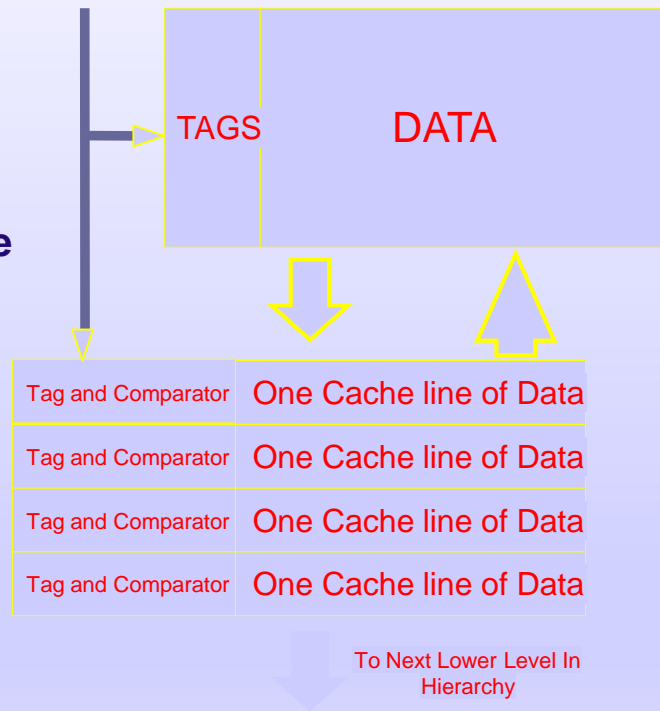 TAGS DATA
e
Tag and Comparator One Cache line of Data
Tag and Comparator One Cache line of Data
Tag and Comparator One Cache line of Data
Tag and Comparator One Cache line of Data
To Next Lower Level In
Hierarchy